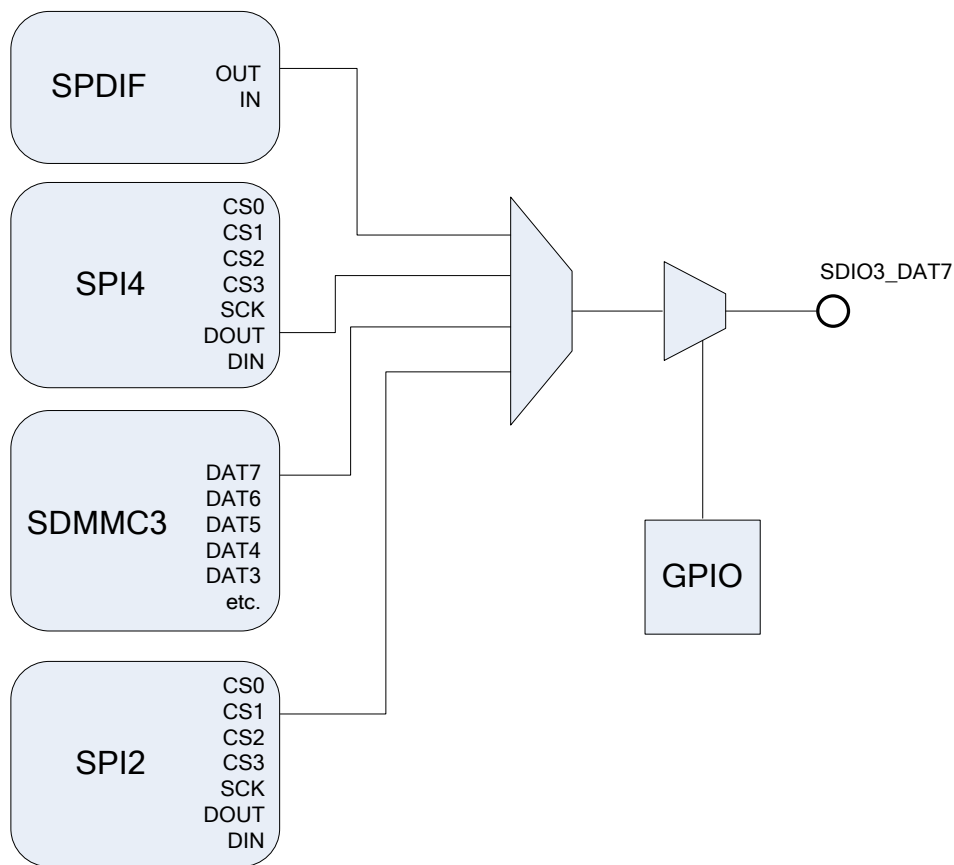 SPDIF
OUT
IN
SPI4
CS0
CS1
CS2
CS3
SCK
DOUT
DIN
SDMMC3
DAT7
DAT6
DAT5
DAT4
DAT3
etc.
SPI2
CS0
CS1
CS2
CS3
SCK
DOUT
DIN
SDIO3_DAT7
GPIO